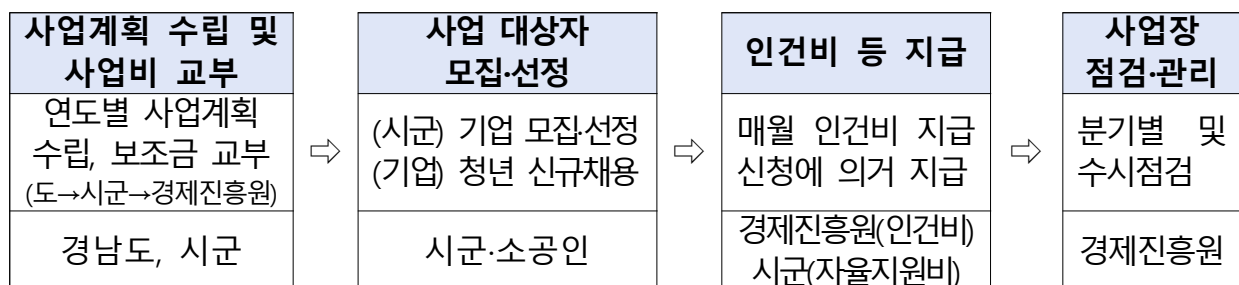 사업계획 수립 및
사업비 교부
연도별 사업계획
수립, 보조금 교부
(도→시군→경제진흥원)
경남도, 시군
⇨
사업 대상자
모집·선정
(시군) 기업 모집·선정
(기업) 청년 신규채용
시군·소공인
⇨
인건비 등 지급
매월 인건비 지급
신청에 의거 지급
경제진흥원(인건비)
시군(자율지원비)
⇨
사업장
점검·관리
분기별 및
수시점검
경제진흥원